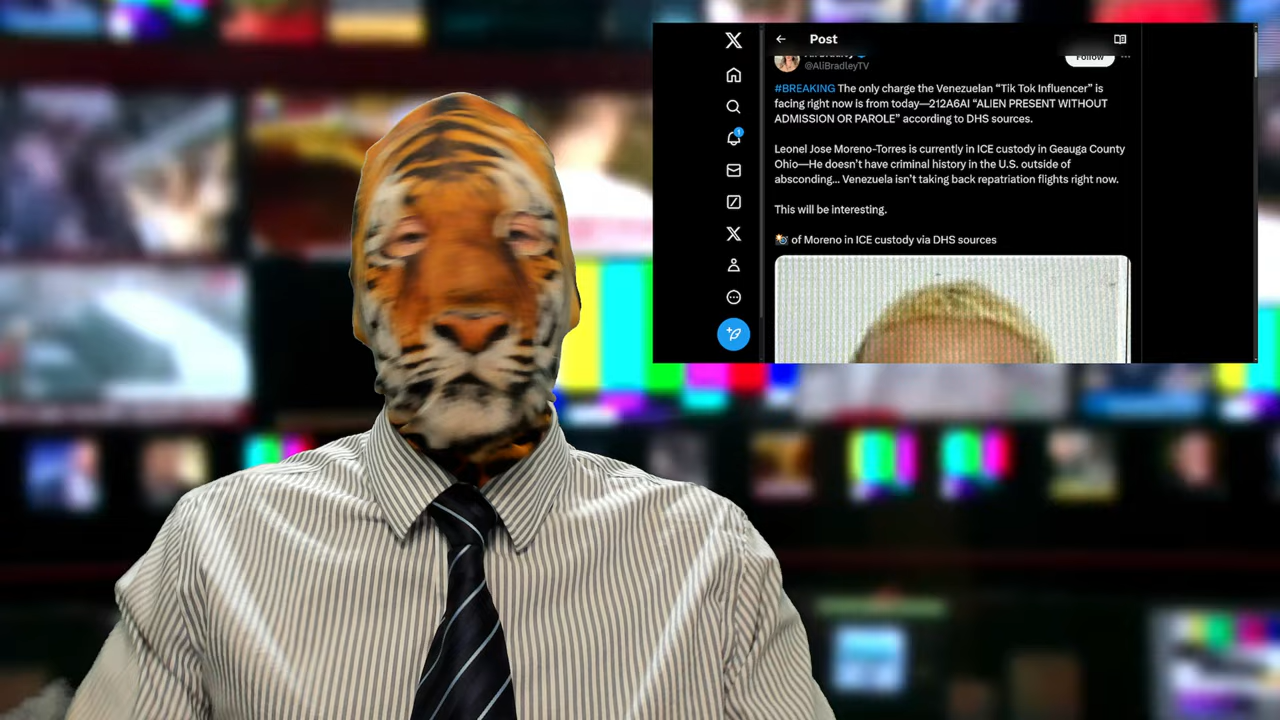 Post
@AliBradleyTV
Follow
#BREAKING The only charge the Venezuelan “Tik Tok Influencer” is
facing right now is from today—212A6AI “ALIEN PRESENT WITHOUT
ADMISSION OR PAROLE” according to DHS sources.
Leonel Jose Moreno-Torres is currently in ICE custody in Geauga County
Ohio—He doesn’t have criminal history in the U.S. outside of
absconding... Venezuela isn’t taking back repatriation flights right now.
This will be interesting.
of Moreno in ICE custody via DHS sources
1